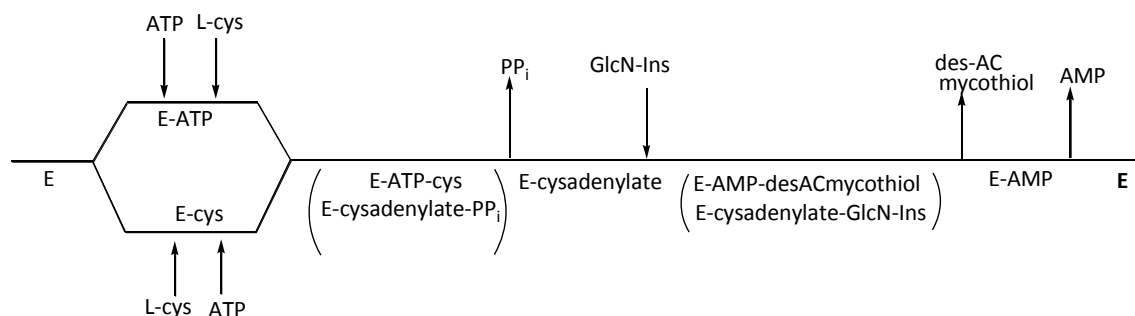 ATP L-cys
E-ATP
PPi
GlcN-Ins
des-AC
mycothiol
AMP
E
E-ATP-cys
E-cysadenylate-PPi
E-cysadenylate
E-AMP-desACmycothiol
E-cysadenylate-GlcN-Ins
E-AMP
E
E-cys
L-cys ATP